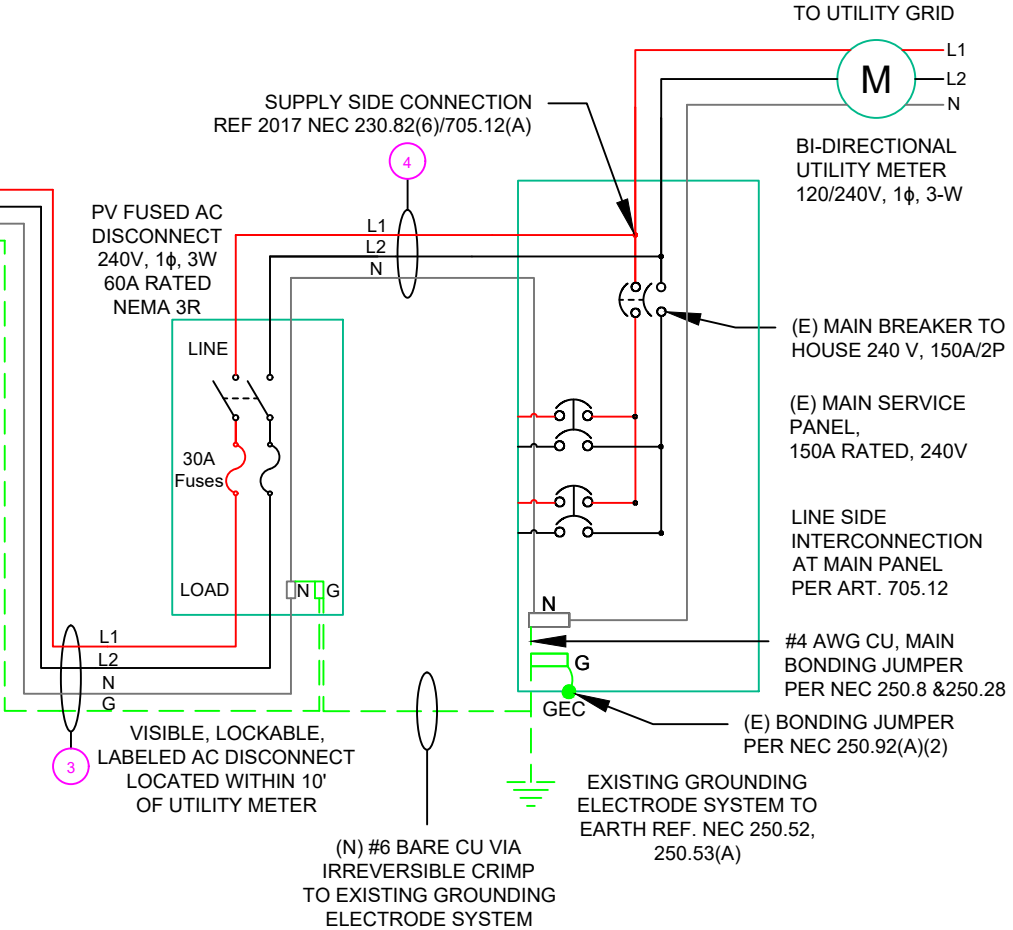 TO UTILITY GRID
L1
L2
N
M
BI-DIRECTIONAL
UTILITY METER
120/240V, 1ϕ, 3-W
SUPPLY SIDE CONNECTION
REF 2017 NEC 230.82(6)/705.12(A)
4
PV FUSED AC
DISCONNECT
240V, 1ϕ, 3W
60A RATED
NEMA 3R
L1
L2
N
LINE
30A
Fuses
LOAD
N
G
(E) MAIN BREAKER TO
HOUSE 240 V, 150A/2P
(E) MAIN SERVICE
PANEL,
150A RATED, 240V
LINE SIDE
INTERCONNECTION
AT MAIN PANEL
PER ART. 705.12
N
G
GEC
#4 AWG CU, MAIN
BONDING JUMPER
PER NEC 250.8 &250.28
(E) BONDING JUMPER
PER NEC 250.92(A)(2)
L1
L2
N
G
3
VISIBLE, LOCKABLE,
LABELED AC DISCONNECT
LOCATED WITHIN 10'
OF UTILITY METER
EXISTING GROUNDING
ELECTRODE SYSTEM TO
EARTH REF. NEC 250.52,
250.53(A)
(N) #6 BARE CU VIA
IRREVERSIBLE CRIMP
TO EXISTING GROUNDING
ELECTRODE SYSTEM